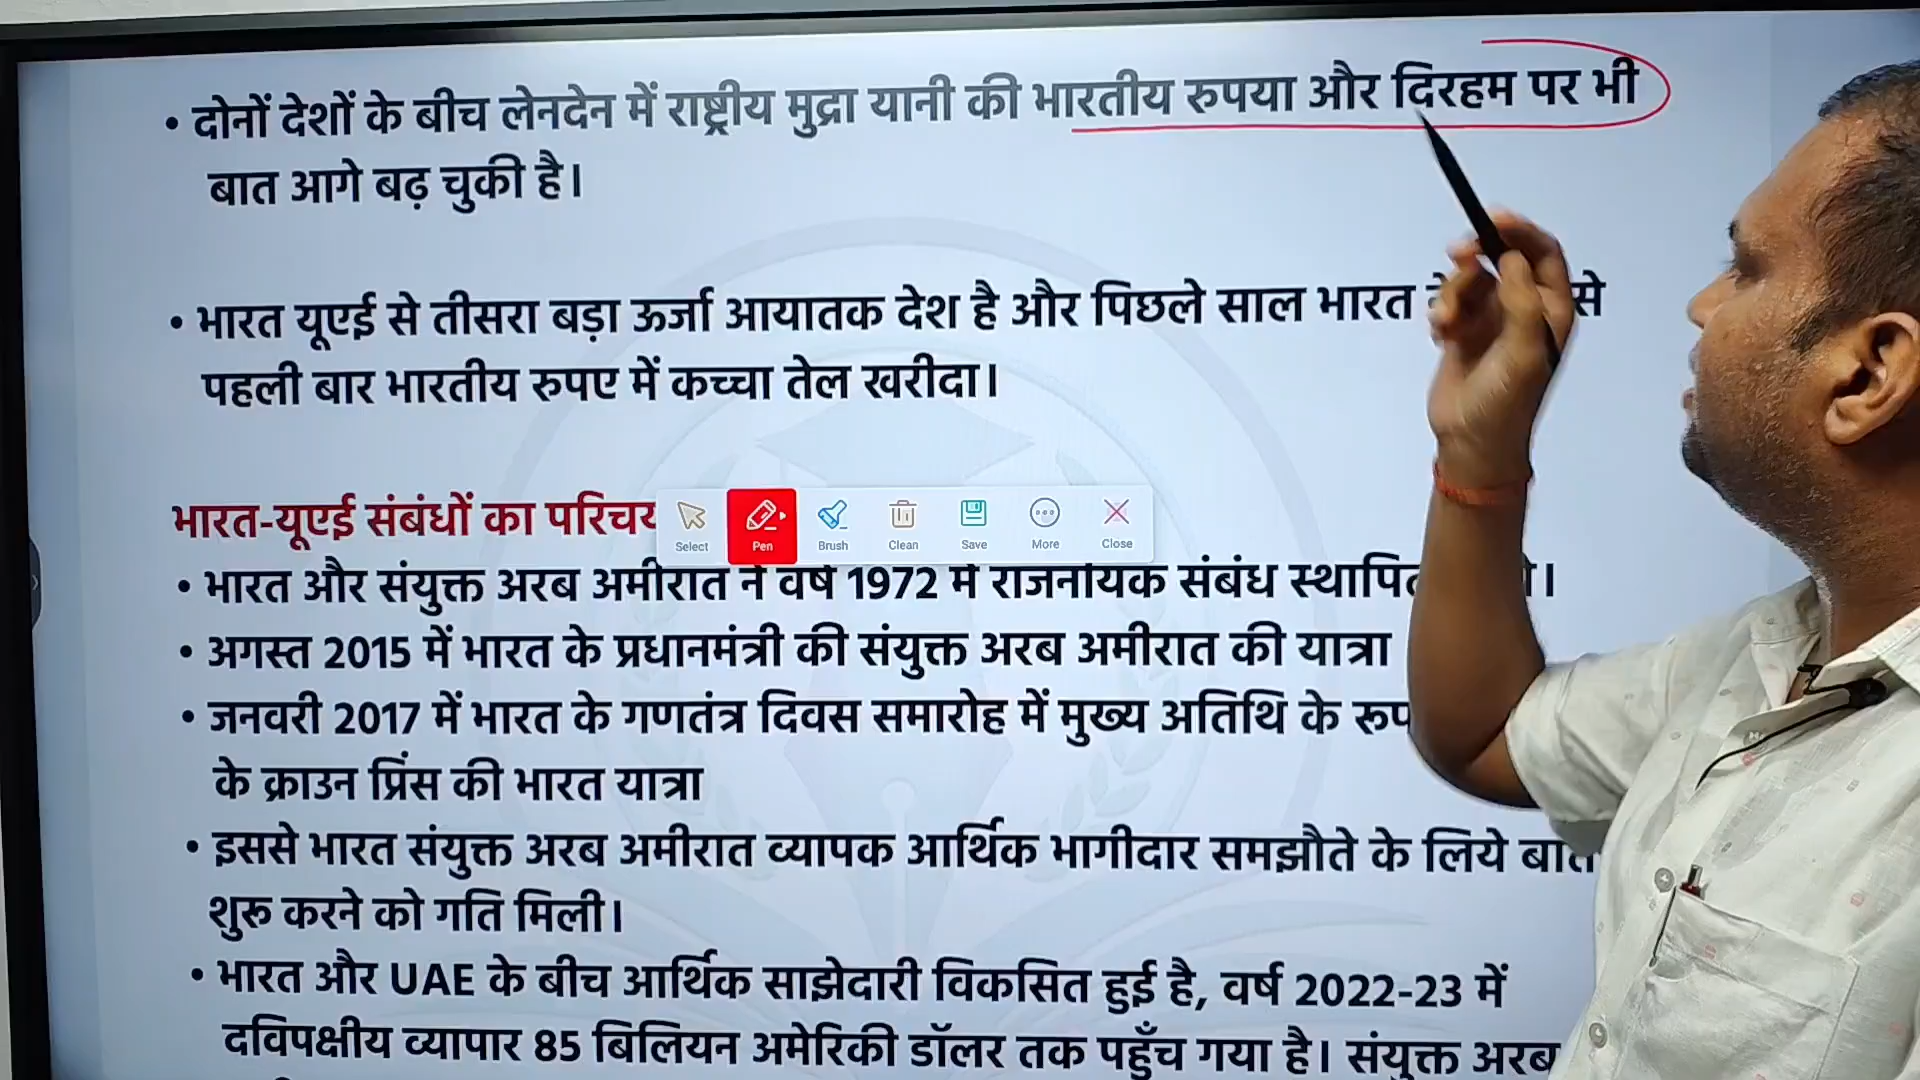 • दोनों देशों के बीच लेनदेन में राष्ट्रीय मुद्रा यानी की भारतीय रुपया और दिरहम पर भी
बात आगे बढ़ चुकी है।
• भारत यूएई से तीसरा बड़ा ऊर्जा आयातक देश है और पिछले साल भारत से
पहली बार भारतीय रुपए में कच्चा तेल खरीदा।
भारत-यूएई संबंधों का परिचय
Select Pen Brush Clean Save More Close
• भारत और संयुक्त अरब अमीरात ने वर्ष 1972 में राजनयिक संबंध
• अगस्त 2015 में भारत के प्रधानमंत्री की संयुक्त अरब अमीरात की यात्रा
• जनवरी 2017 में भारत के गणतंत्र दिवस समारोह में मुख्य अतिथि के रूप
के क्राउन प्रिंस की भारत यात्रा
• इससे भारत संयुक्त अरब अमीरात व्यापक आर्थिक भागीदार समझौते के लिये
शुरू करने को गति मिली।
• भारत और UAE के बीच आर्थिक साझेदारी विकसित हुई है, वर्ष 2022-23 में
दविपक्षीय व्यापार 85 बिलियन अमेरिकी डॉलर तक पहुँच गया है। संयुक्त अरब